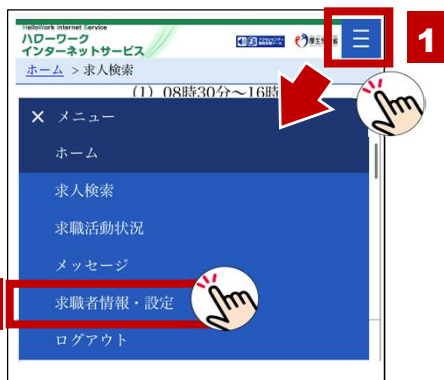 HelloWork Internet Service
ハローワーク
インターネットサービス
1
ホーム > 求人検索
(1) 08時30分～16時
× メニュー
ホーム
求人検索
求職活動状況
メッセージ
求職者情報・設定
ログアウト